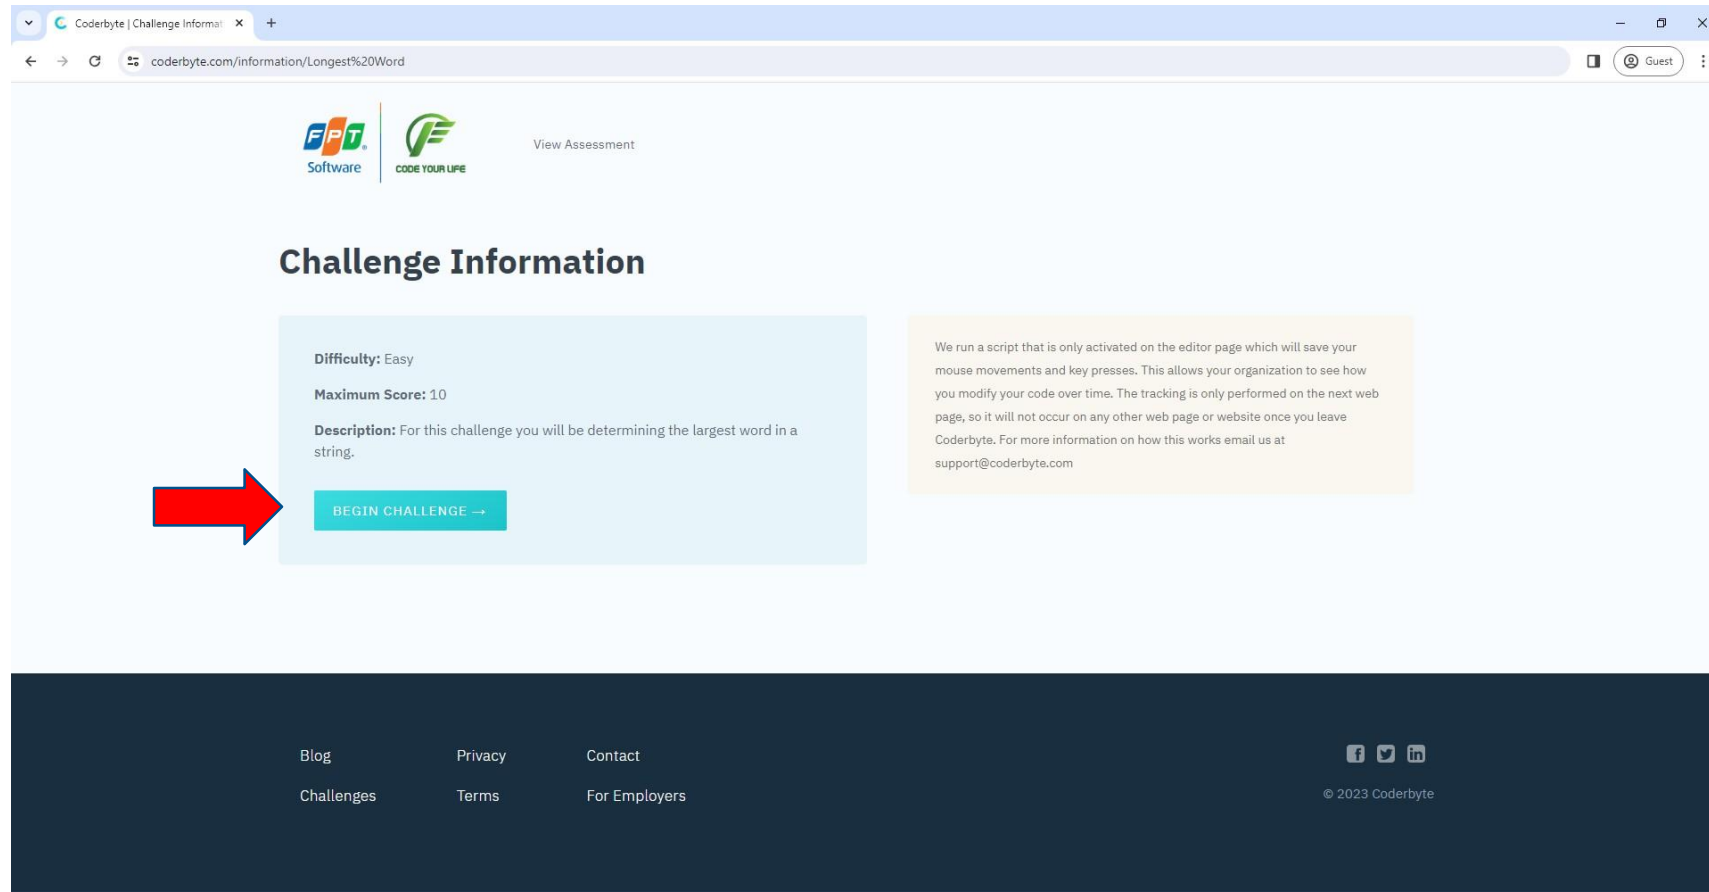 Coderbyte | Challenge Informat
coderbyte.com/information/Longest%20Word
Guest
FPT
Software
CODE YOUR LIFE
View Assessment
Challenge Information
Difficulty: Easy
Maximum Score: 10
Description: For this challenge you will be determining the largest word in a
string.
BEGIN CHALLENGE →
We run a script that is only activated on the editor page which will save your
mouse movements and key presses. This allows your organization to see how
you modify your code over time. The tracking is only performed on the next web
page, so it will not occur on any other web page or website once you leave
Coderbyte. For more information on how this works email us at
support@coderbyte.com
Blog
Privacy
Contact
Challenges
Terms
For Employers
© 2023 Coderbyte